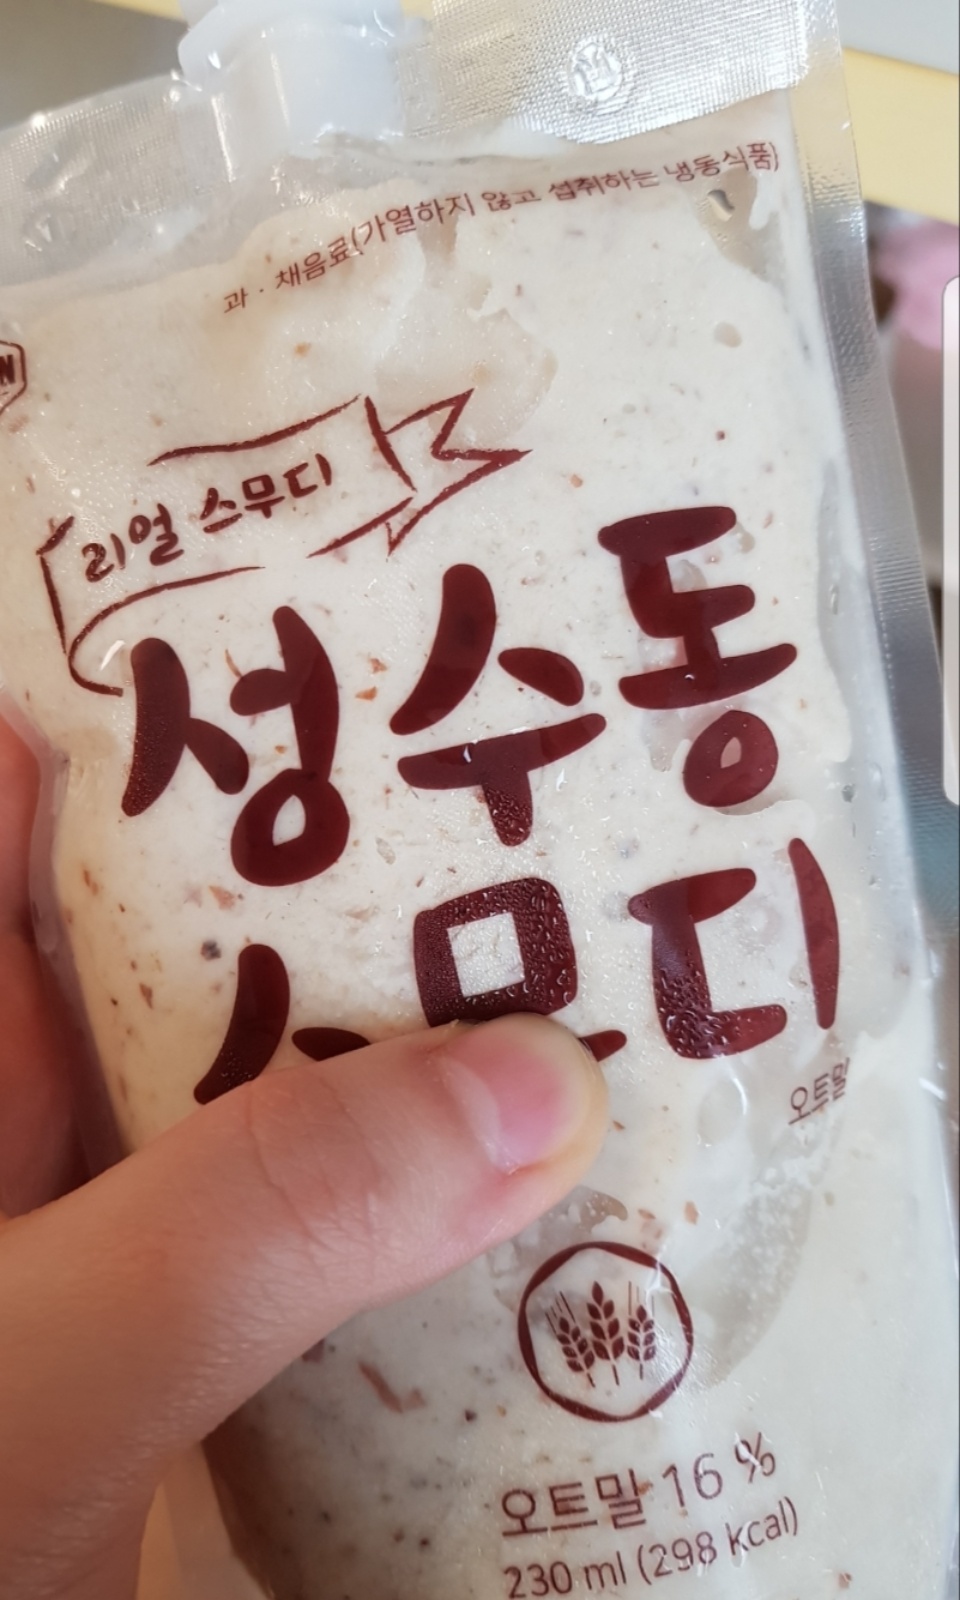 과 · 채음료(가열하지 않고 섭취하는 냉동식품)
리얼 스무디
성수동
스무디
오트밀
오트밀 16 %
230 ml (298 kcal)